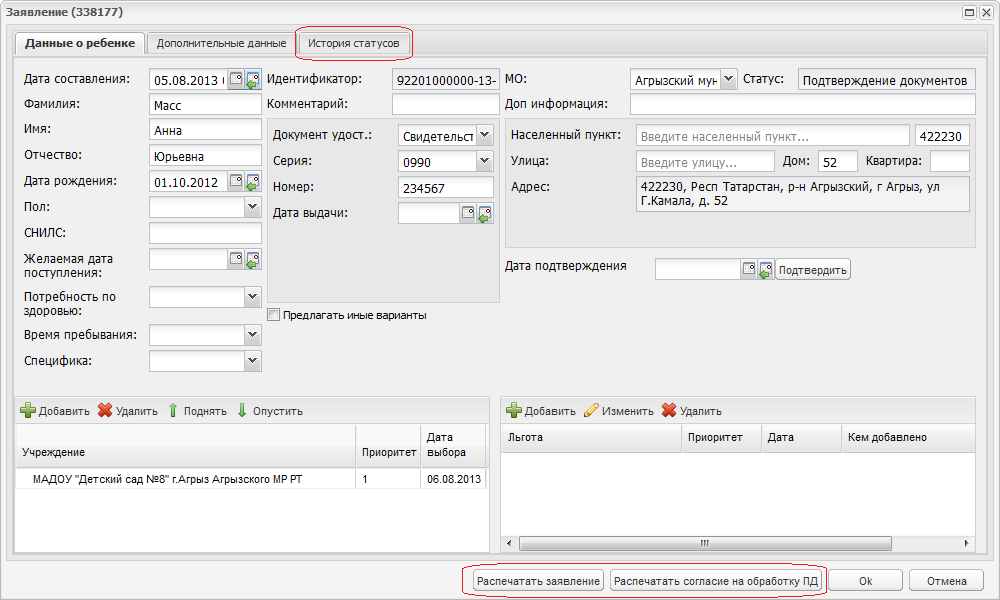 Заявление (338177)
Данные о ребенке Дополнительные данные История статусов
Дата составления: 05.08.2013 Идентификатор: 92201000000-13- МО: Агрызский мун Статус: Подтверждение документов
Фамилия: Масс Комментарий: Доп информация:
Имя: Анна Документ удост.: Свидетельст Населенный пункт: Введите населенный пункт... 422230
Отчество: Юрьевна Серия: 0990 Улица: Введите улицу... Дом: 52 Квартира:
Дата рождения: 01.10.2012 Номер: 234567 Адрес: 422230, Респ Татарстан, р-н Агрызский, г Агрыз, ул
Г.Камала, д. 52
Пол: Дата выдачи:
СНИЛС:
Желаемая дата
поступления:
Дата подтверждения Подтвердить
Потребность по
здоровью:
Предлагать иные варианты
Время пребывания:
Специфика:
Добавить Удалить Поднять Опустить Добавить Изменить Удалить
Учреждение Приоритет Дата
выбора
Льгота Приоритет Дата Кем добавлено
МАДОУ "Детский сад №8" г.Агрыз Агрызского МР РТ 1 06.08.2013
Распечатать заявление Распечатать согласие на обработку ПД Ok Отмена